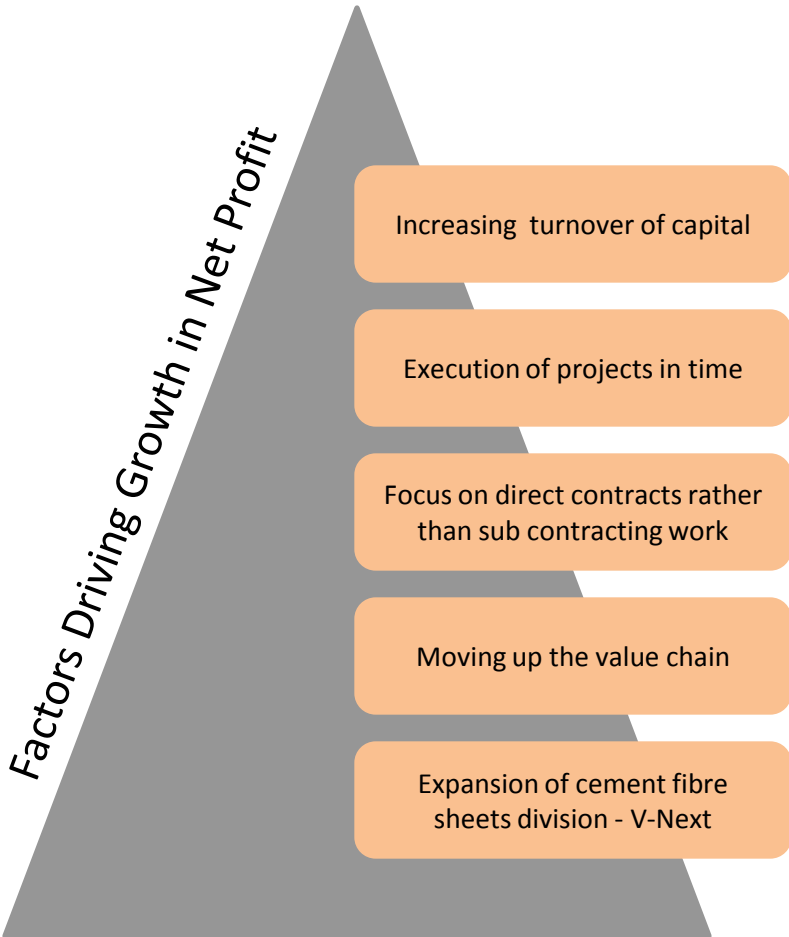 Factors Driving Growth in Net Profit
Increasing turnover of capital
Execution of projects in time
Focus on direct contracts rather
than sub contracting work
Moving up the value chain
Expansion of cement fibre
sheets division - V-Next